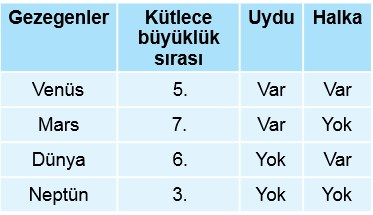 Gezegenler Kütlece büyüklük sırası Uydu Halka
Venüs 5. Var Var
Mars 7. Var Yok
Dünya 6. Yok Var
Neptün 3. Yok Yok